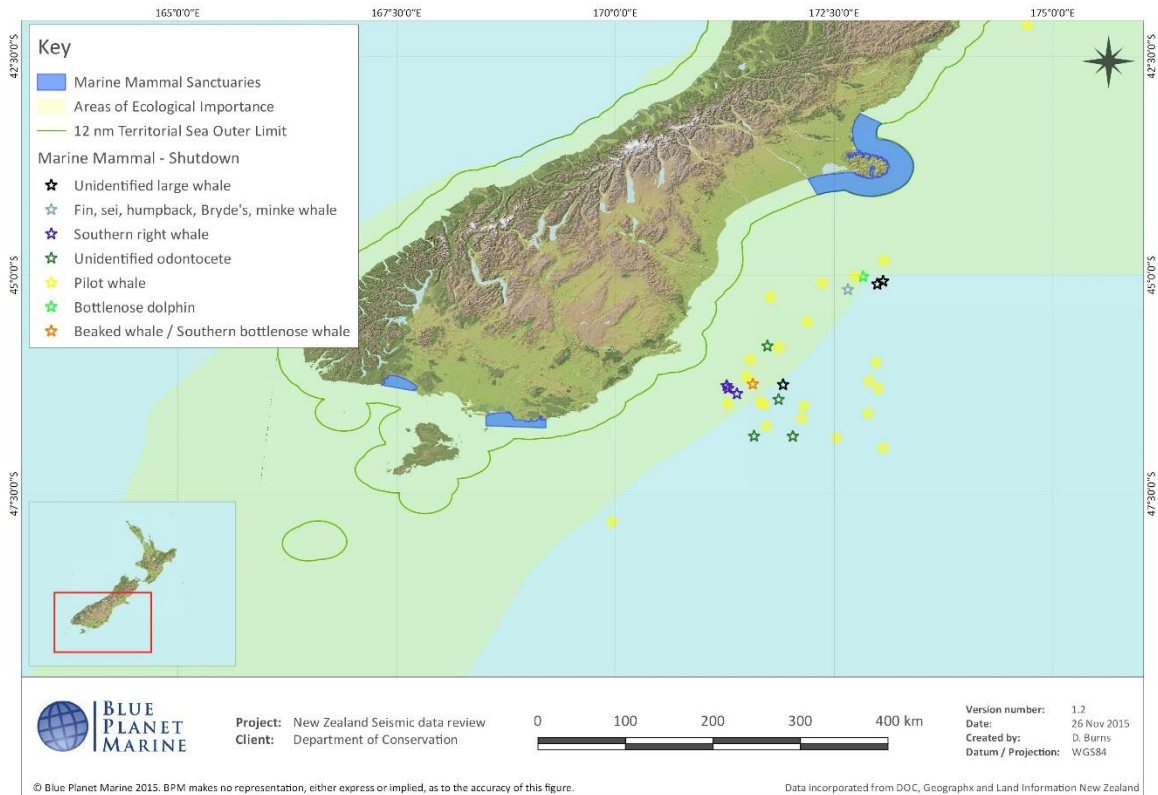 165°0'0"E 167°30'0"E 170°0'0"E 172°30'0"E 175°0'0"E
42°30'0"S 42°30'0"S
45°0'0"S 45°0'0"S
47°30'0"S 47°30'0"S
Key
Marine Mammal Sanctuaries
Areas of Ecological Importance
12 nm Territorial Sea Outer Limit
Marine Mammal - Shutdown
Unidentified large whale
Fin, sei, humpback, Bryde's, minke whale
Southern right whale
Unidentified odontocete
Pilot whale
Bottlenose dolphin
Beaked whale / Southern bottlenose whale
BLUE
PLANET
MARINE
Project: New Zealand Seismic data review
Client: Department of Conservation
0 100 200 300 400 km
Version number: 1.2
Date: 26 Nov 2015
Created by: D. Burns
Datum / Projection: WGS84
© Blue Planet Marine 2015. BPM makes no representation, either express or implied, as to the accuracy of this figure.
Data incorporated from DOC, Geographx and Land Information New Zealand